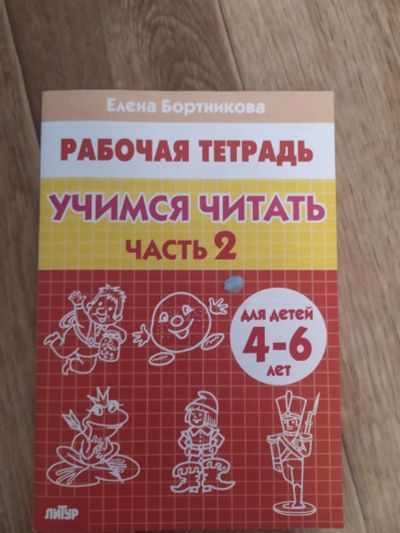 Елена Бортникова
РАБОЧАЯ ТЕТРАДЬ
УЧИМСЯ ЧИТАТЬ
ЧАСТЬ 2
для детей
4-6
лет
ЛИТУР